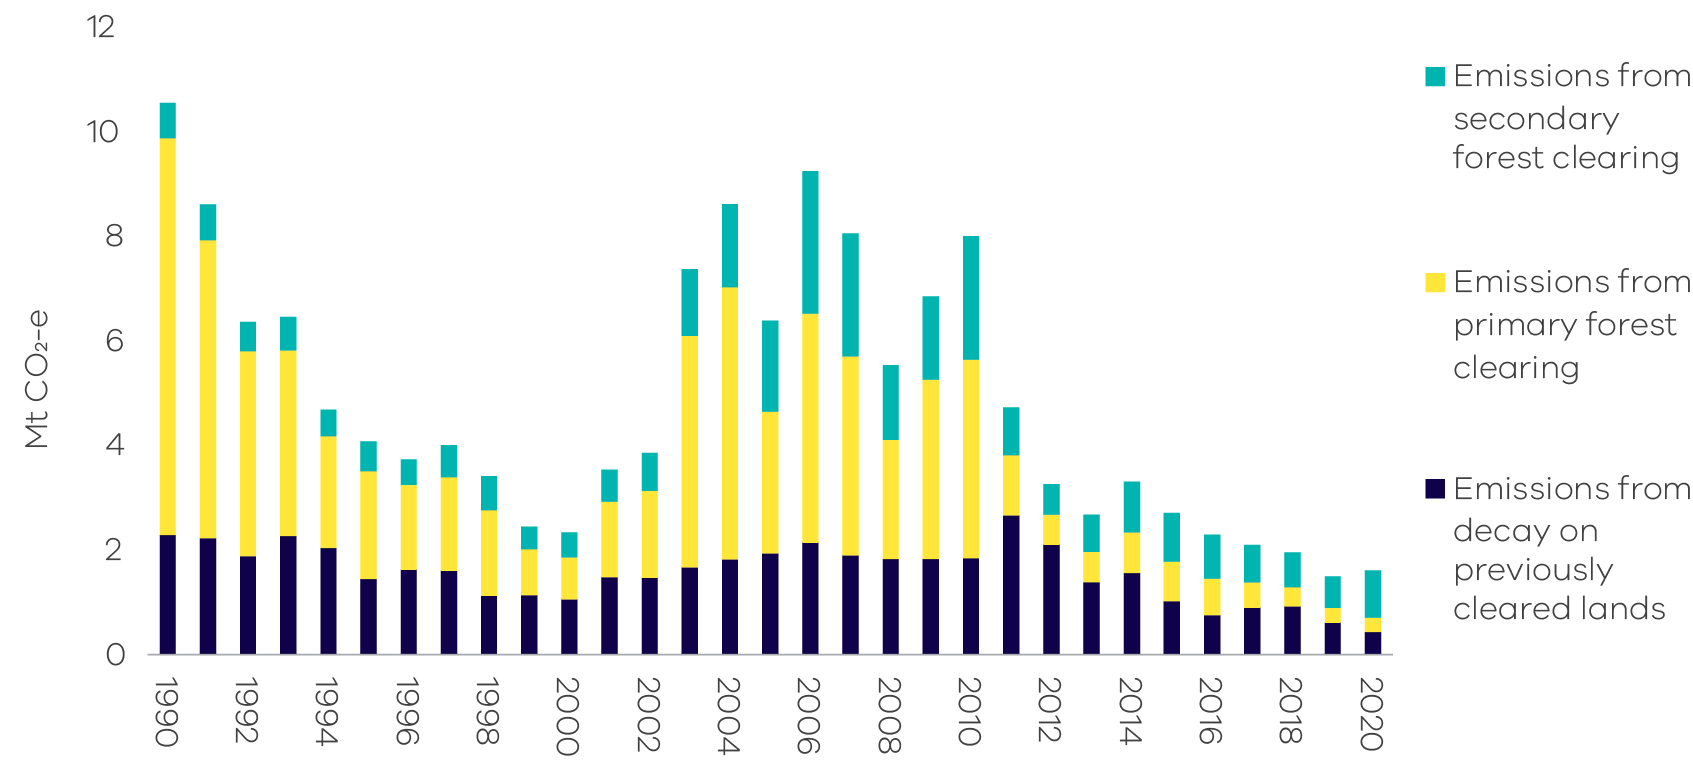 12
10
8
6
4
2
0
Mt CO₂-e
1990
1992
1994
1996
1998
2000
2002
2004
2006
2008
2010
2012
2014
2016
2018
2020
Emissions from
secondary
forest clearing
Emissions from
primary forest
clearing
Emissions from
decay on
previously
cleared lands